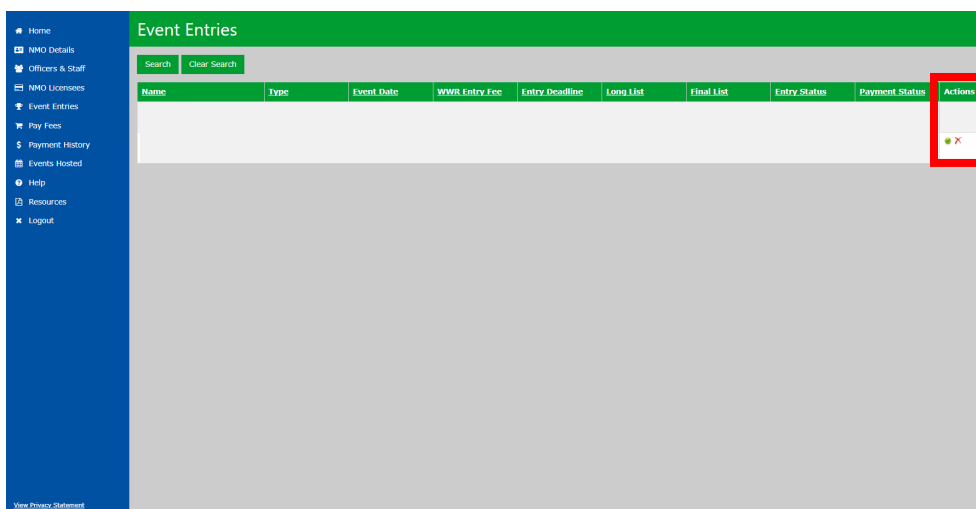 Home
NMO Details
Officers & Staff
NMO Licensees
Event Entries
Pay Fees
Payment History
Events Hosted
Help
Resources
Logout
View Privacy Statement
Event Entries
Search Clear Search
Name Type Event Date WWR Entry Fee Entry Deadline Long List Final List Entry Status Payment Status Actions